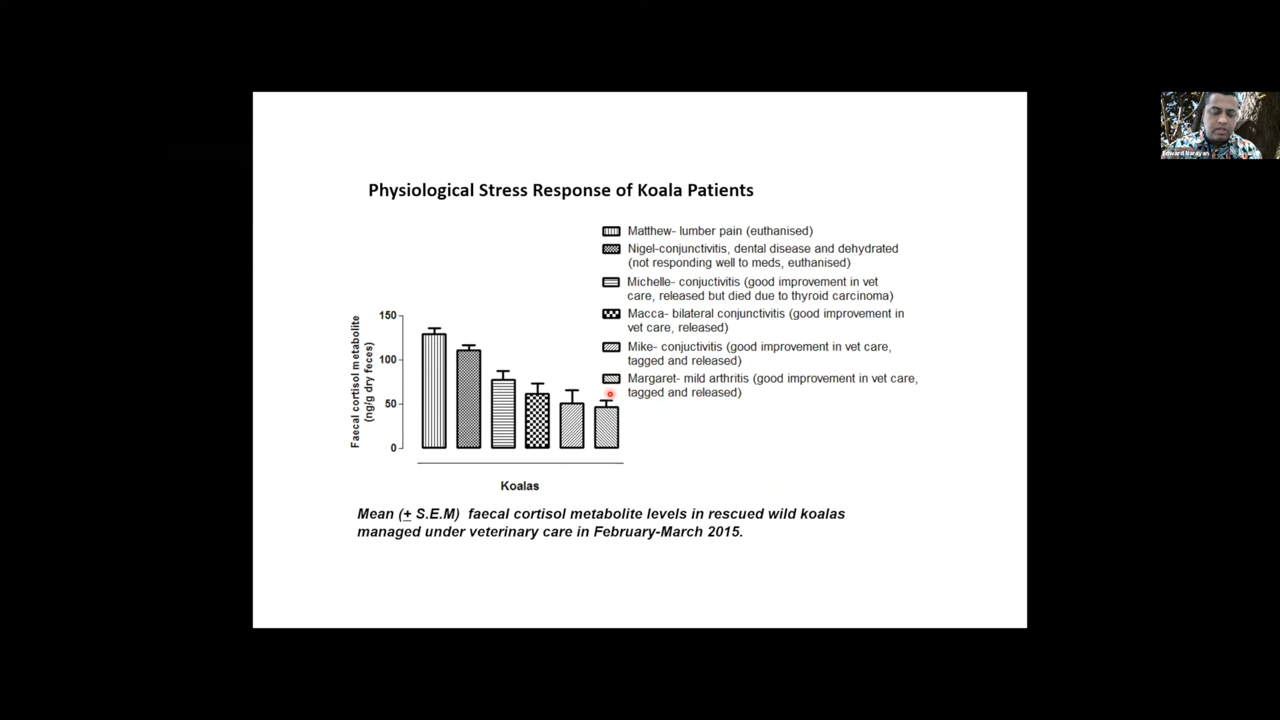 Physiological Stress Response of Koala Patients
Matthew- lumber pain (euthanised)
Nigel-conjunctivitis, dental disease and dehydrated
(not responding well to meds, euthanised)
Michelle- conjuctivitis (good improvement in vet
care, released but died due to thyroid carcinoma)
Macca- bilateral conjunctivitis (good improvement in
vet care, released)
Mike- conjuctivitis (good improvement in vet care,
tagged and released)
Margaret- mild arthritis (good improvement in vet care,
tagged and released)
Faecal cortisol metabolite
(ng/g dry feces)
150
100
50
0
Koalas
Mean (± S.E.M) faecal cortisol metabolite levels in rescued wild koalas
managed under veterinary care in February-March 2015.
Edward Narayan